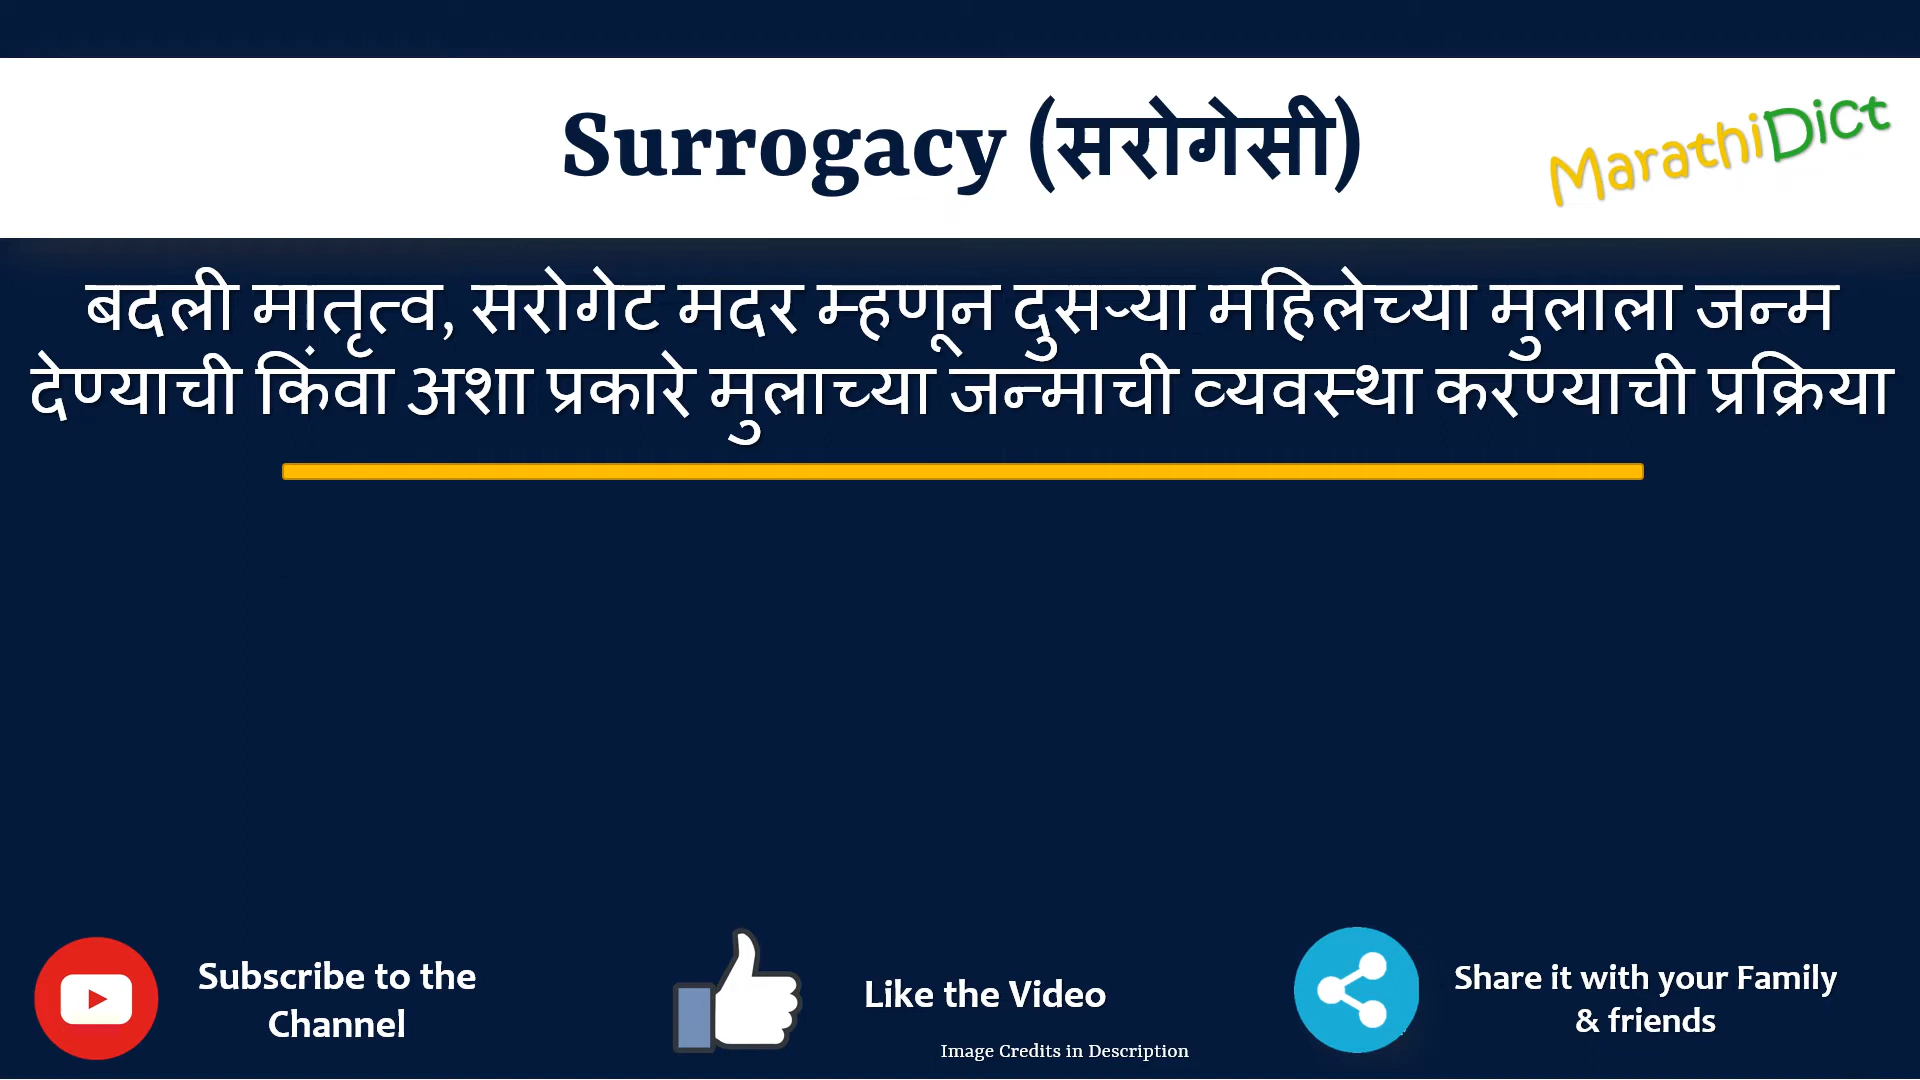 Surrogacy (सरोगेसी)
MarathiDict
बदली मातृत्व, सरोगेट मदर म्हणून दुसऱ्या महिलेच्या मुलाला जन्म
देण्याची किंवा अशा प्रकारे मुलाच्या जन्माची व्यवस्था करण्याची प्रक्रिया
Subscribe to the
Channel
Like the Video
Share it with your Family
& friends
Image Credits in Description